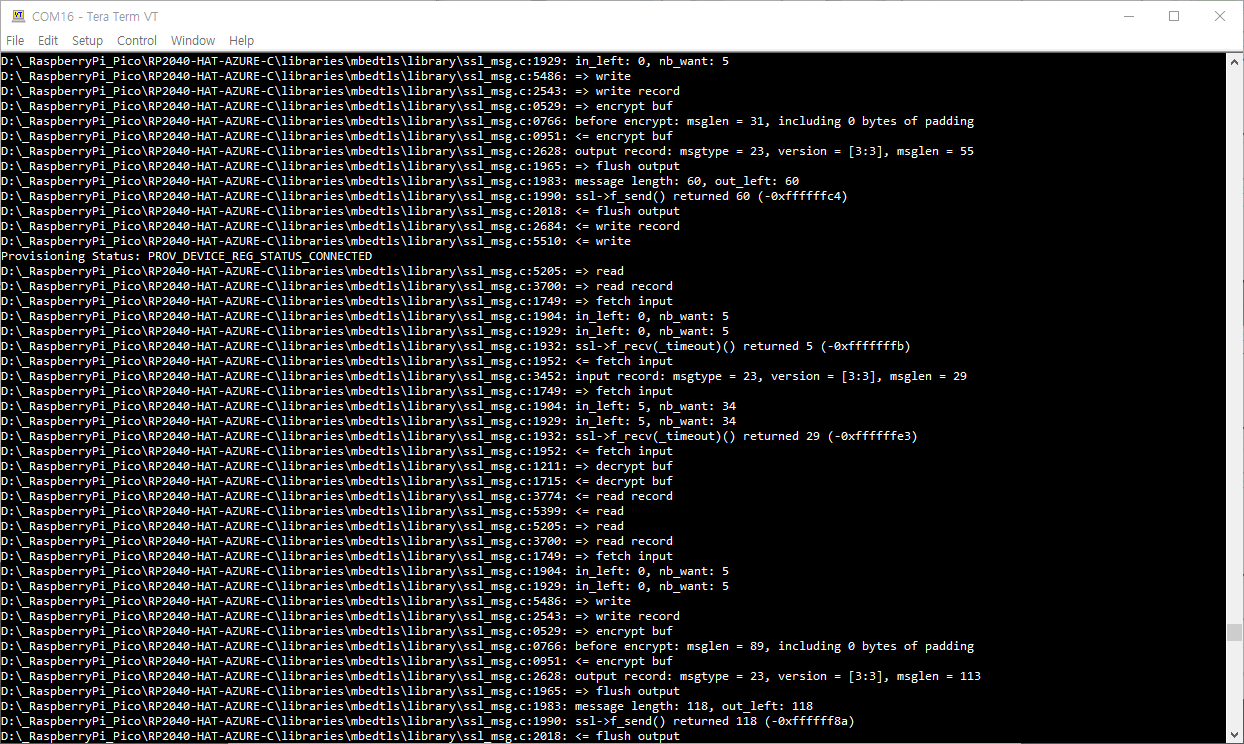 COM16 - Tera Term VT
File Edit Setup Control Window Help
D:\_RaspberryPi_Pico\RP2040-HAT-AZURE-C\libraries\mbedtls\library\ssl_msg.c:1929: in_left: 0, nb_want: 5
D:\_RaspberryPi_Pico\RP2040-HAT-AZURE-C\libraries\mbedtls\library\ssl_msg.c:5486: => write
D:\_RaspberryPi_Pico\RP2040-HAT-AZURE-C\libraries\mbedtls\library\ssl_msg.c:2543: => write record
D:\_RaspberryPi_Pico\RP2040-HAT-AZURE-C\libraries\mbedtls\library\ssl_msg.c:0529: => encrypt buf
D:\_RaspberryPi_Pico\RP2040-HAT-AZURE-C\libraries\mbedtls\library\ssl_msg.c:0766: before encrypt: msglen = 31, including 0 bytes of padding
D:\_RaspberryPi_Pico\RP2040-HAT-AZURE-C\libraries\mbedtls\library\ssl_msg.c:0951: <= encrypt buf
D:\_RaspberryPi_Pico\RP2040-HAT-AZURE-C\libraries\mbedtls\library\ssl_msg.c:2628: output record: msgtype = 23, version = [3:3], msglen = 55
D:\_RaspberryPi_Pico\RP2040-HAT-AZURE-C\libraries\mbedtls\library\ssl_msg.c:1965: => flush output
D:\_RaspberryPi_Pico\RP2040-HAT-AZURE-C\libraries\mbedtls\library\ssl_msg.c:1983: message length: 60, out_left: 60
D:\_RaspberryPi_Pico\RP2040-HAT-AZURE-C\libraries\mbedtls\library\ssl_msg.c:1990: ssl->f_send() returned 60 (-0xffffffc4)
D:\_RaspberryPi_Pico\RP2040-HAT-AZURE-C\libraries\mbedtls\library\ssl_msg.c:2018: <= flush output
D:\_RaspberryPi_Pico\RP2040-HAT-AZURE-C\libraries\mbedtls\library\ssl_msg.c:2684: <= write record
D:\_RaspberryPi_Pico\RP2040-HAT-AZURE-C\libraries\mbedtls\library\ssl_msg.c:5510: <= write
Provisioning Status: PROV_DEVICE_REG_STATUS_CONNECTED
D:\_RaspberryPi_Pico\RP2040-HAT-AZURE-C\libraries\mbedtls\library\ssl_msg.c:5205: => read
D:\_RaspberryPi_Pico\RP2040-HAT-AZURE-C\libraries\mbedtls\library\ssl_msg.c:3700: => read record
D:\_RaspberryPi_Pico\RP2040-HAT-AZURE-C\libraries\mbedtls\library\ssl_msg.c:1749: => fetch input
D:\_RaspberryPi_Pico\RP2040-HAT-AZURE-C\libraries\mbedtls\library\ssl_msg.c:1904: in_left: 0, nb_want: 5
D:\_RaspberryPi_Pico\RP2040-HAT-AZURE-C\libraries\mbedtls\library\ssl_msg.c:1929: in_left: 0, nb_want: 5
D:\_RaspberryPi_Pico\RP2040-HAT-AZURE-C\libraries\mbedtls\library\ssl_msg.c:1932: ssl->f_recv(_timeout)() returned 5 (-0xfffffffb)
D:\_RaspberryPi_Pico\RP2040-HAT-AZURE-C\libraries\mbedtls\library\ssl_msg.c:1952: <= fetch input
D:\_RaspberryPi_Pico\RP2040-HAT-AZURE-C\libraries\mbedtls\library\ssl_msg.c:3452: input record: msgtype = 23, version = [3:3], msglen = 29
D:\_RaspberryPi_Pico\RP2040-HAT-AZURE-C\libraries\mbedtls\library\ssl_msg.c:1749: => fetch input
D:\_RaspberryPi_Pico\RP2040-HAT-AZURE-C\libraries\mbedtls\library\ssl_msg.c:1904: in_left: 5, nb_want: 34
D:\_RaspberryPi_Pico\RP2040-HAT-AZURE-C\libraries\mbedtls\library\ssl_msg.c:1929: in_left: 5, nb_want: 34
D:\_RaspberryPi_Pico\RP2040-HAT-AZURE-C\libraries\mbedtls\library\ssl_msg.c:1932: ssl->f_recv(_timeout)() returned 29 (-0xffffffe3)
D:\_RaspberryPi_Pico\RP2040-HAT-AZURE-C\libraries\mbedtls\library\ssl_msg.c:1952: <= fetch input
D:\_RaspberryPi_Pico\RP2040-HAT-AZURE-C\libraries\mbedtls\library\ssl_msg.c:1211: => decrypt buf
D:\_RaspberryPi_Pico\RP2040-HAT-AZURE-C\libraries\mbedtls\library\ssl_msg.c:1715: <= decrypt buf
D:\_RaspberryPi_Pico\RP2040-HAT-AZURE-C\libraries\mbedtls\library\ssl_msg.c:3774: <= read record
D:\_RaspberryPi_Pico\RP2040-HAT-AZURE-C\libraries\mbedtls\library\ssl_msg.c:5399: <= read
D:\_RaspberryPi_Pico\RP2040-HAT-AZURE-C\libraries\mbedtls\library\ssl_msg.c:5205: => read
D:\_RaspberryPi_Pico\RP2040-HAT-AZURE-C\libraries\mbedtls\library\ssl_msg.c:3700: => read record
D:\_RaspberryPi_Pico\RP2040-HAT-AZURE-C\libraries\mbedtls\library\ssl_msg.c:1749: => fetch input
D:\_RaspberryPi_Pico\RP2040-HAT-AZURE-C\libraries\mbedtls\library\ssl_msg.c:1904: in_left: 0, nb_want: 5
D:\_RaspberryPi_Pico\RP2040-HAT-AZURE-C\libraries\mbedtls\library\ssl_msg.c:1929: in_left: 0, nb_want: 5
D:\_RaspberryPi_Pico\RP2040-HAT-AZURE-C\libraries\mbedtls\library\ssl_msg.c:5486: => write
D:\_RaspberryPi_Pico\RP2040-HAT-AZURE-C\libraries\mbedtls\library\ssl_msg.c:2543: => write record
D:\_RaspberryPi_Pico\RP2040-HAT-AZURE-C\libraries\mbedtls\library\ssl_msg.c:0529: => encrypt buf
D:\_RaspberryPi_Pico\RP2040-HAT-AZURE-C\libraries\mbedtls\library\ssl_msg.c:0766: before encrypt: msglen = 89, including 0 bytes of padding
D:\_RaspberryPi_Pico\RP2040-HAT-AZURE-C\libraries\mbedtls\library\ssl_msg.c:0951: <= encrypt buf
D:\_RaspberryPi_Pico\RP2040-HAT-AZURE-C\libraries\mbedtls\library\ssl_msg.c:2628: output record: msgtype = 23, version = [3:3], msglen = 113
D:\_RaspberryPi_Pico\RP2040-HAT-AZURE-C\libraries\mbedtls\library\ssl_msg.c:1965: => flush output
D:\_RaspberryPi_Pico\RP2040-HAT-AZURE-C\libraries\mbedtls\library\ssl_msg.c:1983: message length: 118, out_left: 118
D:\_RaspberryPi_Pico\RP2040-HAT-AZURE-C\libraries\mbedtls\library\ssl_msg.c:1990: ssl->f_send() returned 118 (-0xffffff8a)
D:\_RaspberryPi_Pico\RP2040-HAT-AZURE-C\libraries\mbedtls\library\ssl_msg.c:2018: <= flush output